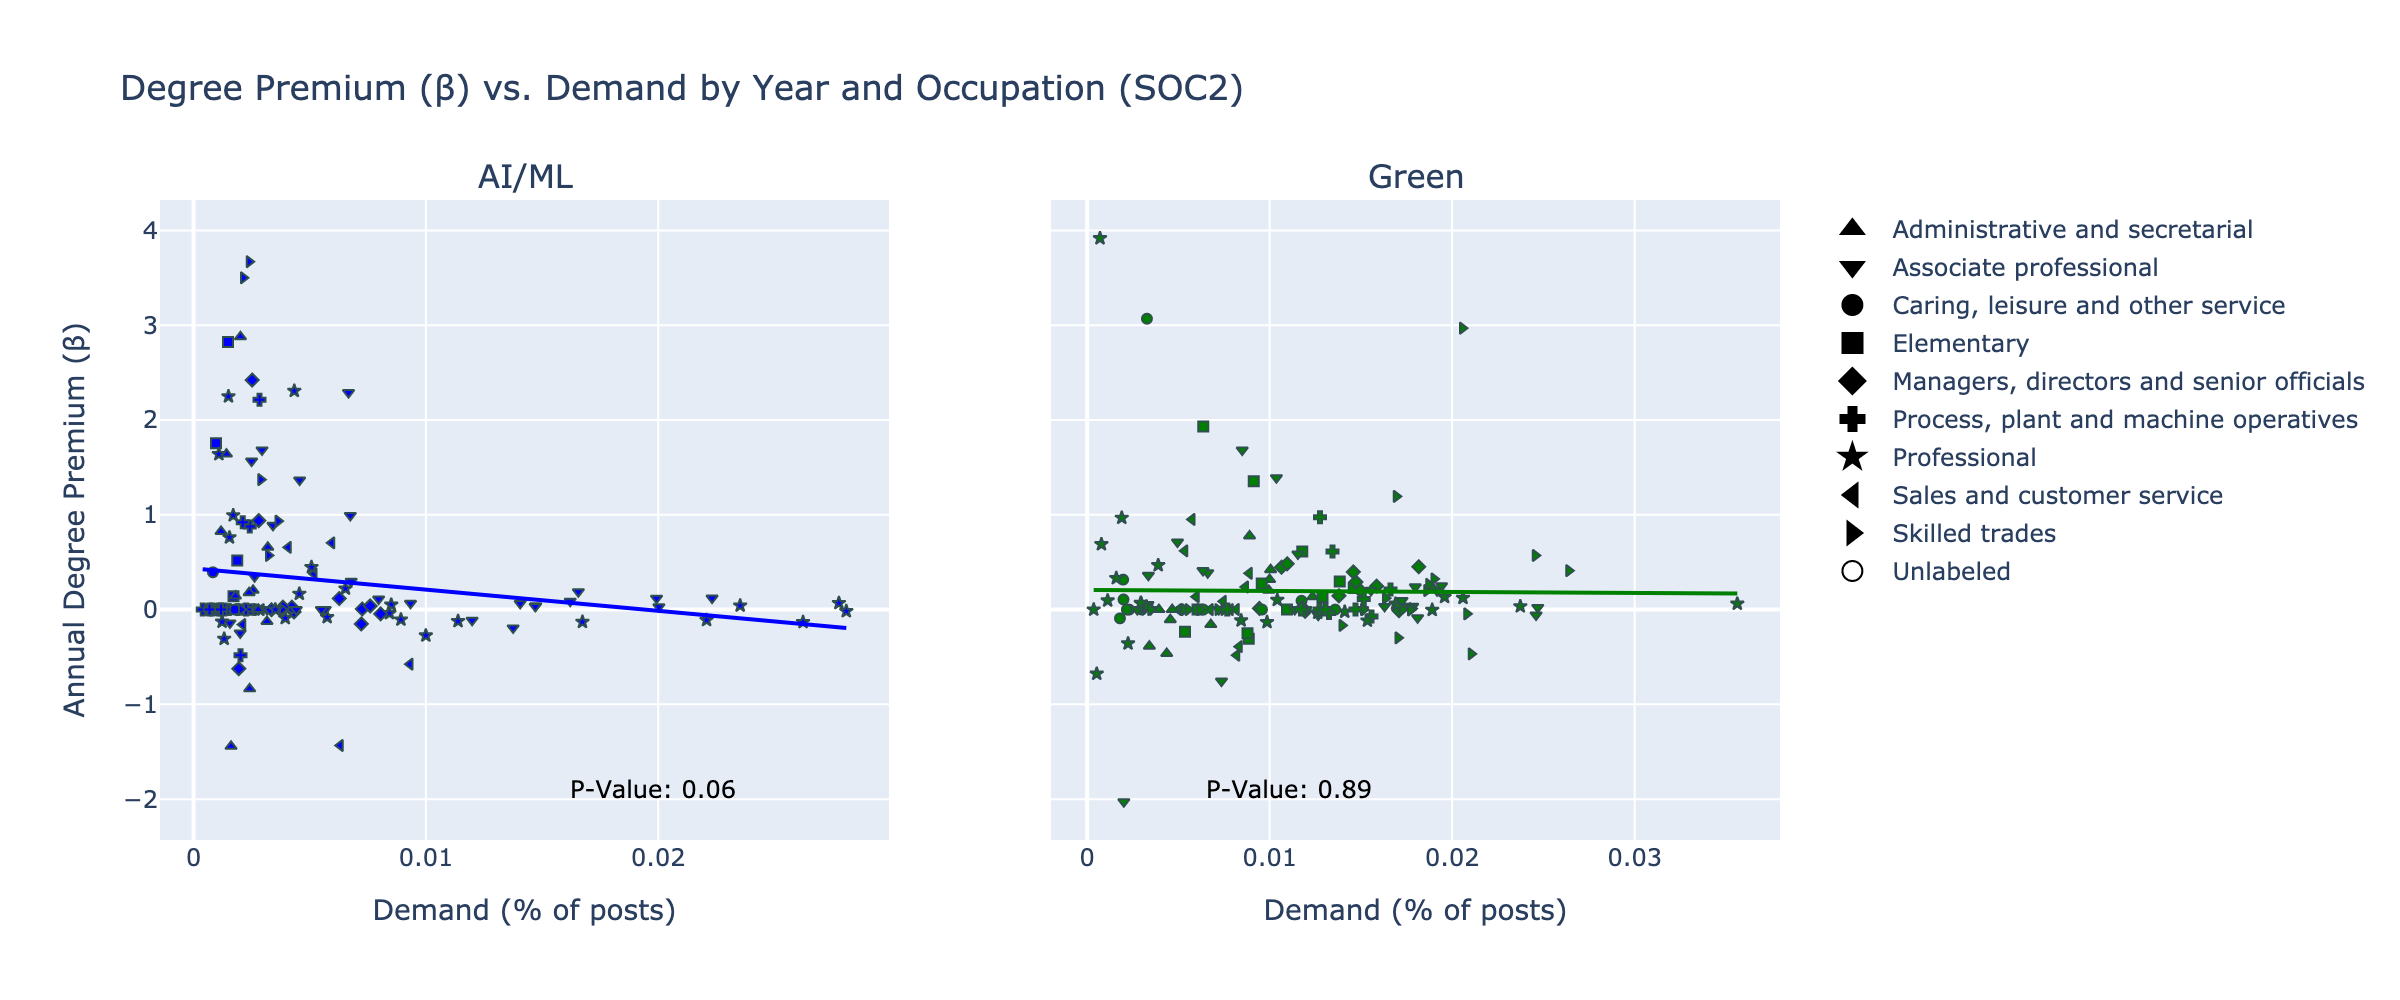 Degree Premium (β) vs. Demand by Year and Occupation (SOC2)
AI/ML
Green
4
3
2
1
0
−1
−2
Annual Degree Premium (β)
P-Value: 0.06
P-Value: 0.89
0 0.01 0.02
0 0.01 0.02 0.03
Demand (% of posts)
Demand (% of posts)
Administrative and secretarial
Associate professional
Caring, leisure and other service
Elementary
Managers, directors and senior officials
Process, plant and machine operatives
Professional
Sales and customer service
Skilled trades
Unlabeled